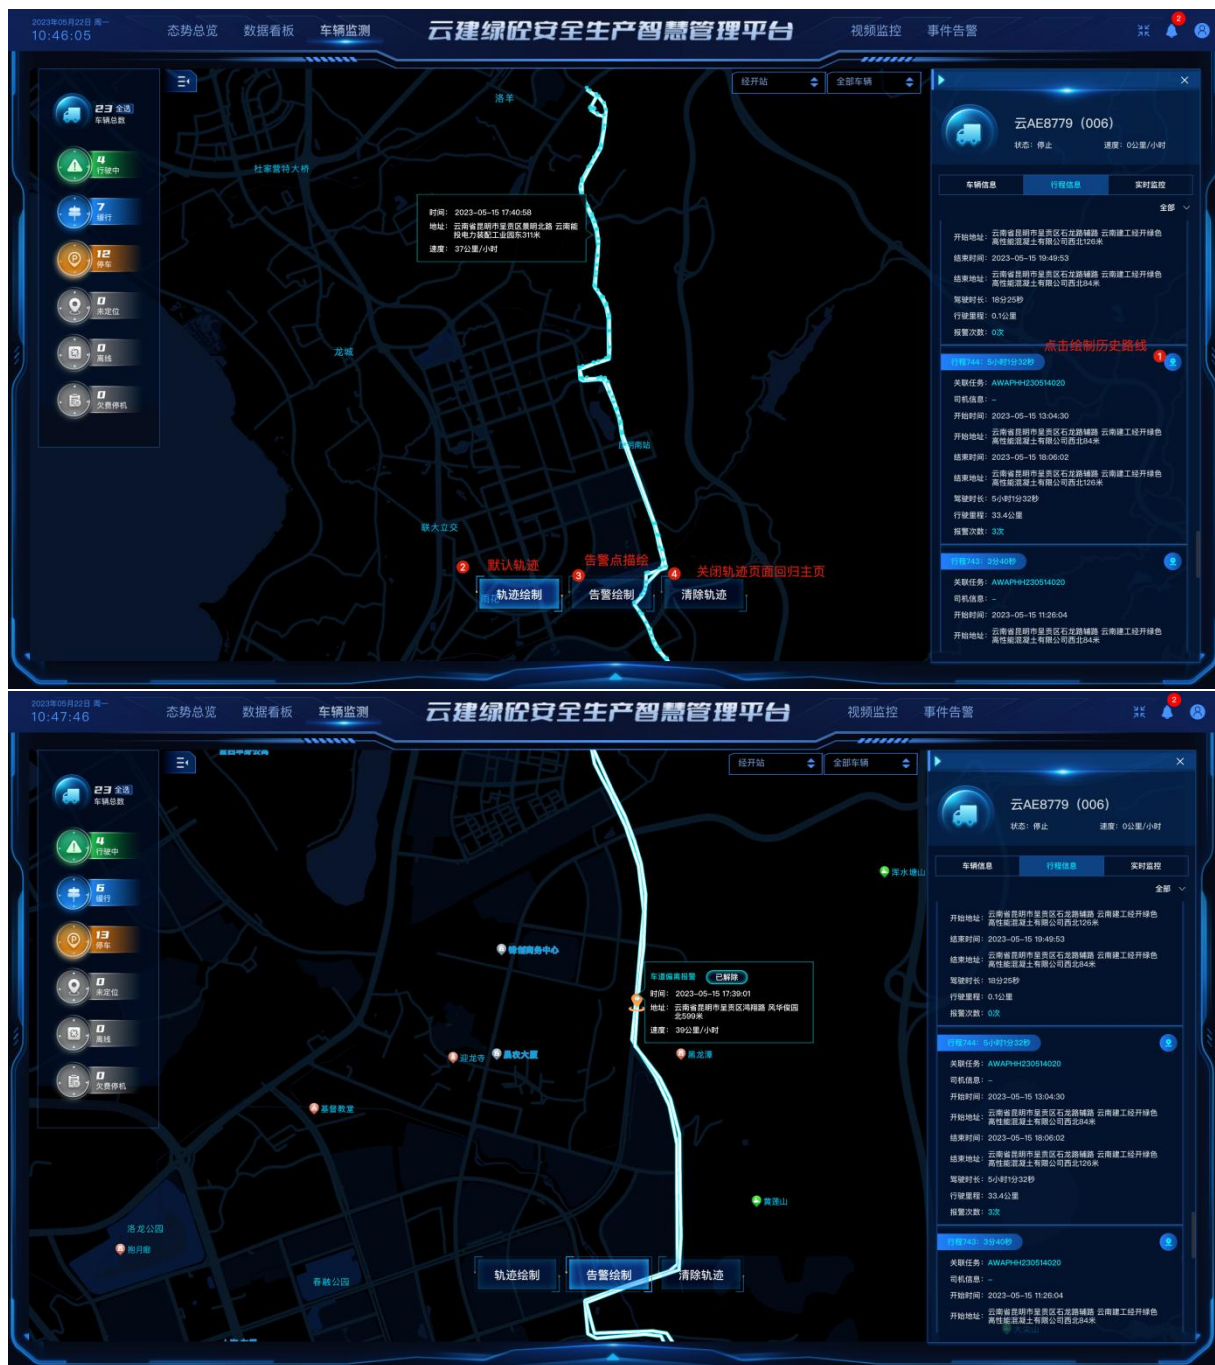 2023年05月22日 周一
10:46:05
态势总览
数据看板
车辆监测
云建绿砼安全生产智慧管理平台
视频监控
事件告警
2
23 全选
车辆总数
4
行驶中
7
缓行
12
停车
0
未定位
0
离线
0
欠费停机
经开站
全部车辆
洛羊
杜家营特大桥
时间： 2023-05-15 17:40:58
地址： 云南省昆明市呈贡区景明北路 云南能
投电力装配工业园东311米
速度： 37公里/小时
龙城
昆明南站
联大立交
雨花
2 默认轨迹
3 告警点描绘
4 关闭轨迹页面回归主页
轨迹绘制
告警绘制
清除轨迹
云AE8779（006）
状态：停止
速度：0公里/小时
车辆信息
行程信息
实时监控
全部
开始地址： 云南省昆明市呈贡区石龙路辅路 云南建工经开绿色
高性能混凝土有限公司西北126米
结束时间： 2023-05-15 19:49:53
结束地址： 云南省昆明市呈贡区石龙路辅路 云南建工经开绿色
高性能混凝土有限公司西北84米
驾驶时长： 18分25秒
行驶里程： 0.1公里
报警次数： 0次
点击绘制历史路线
1
行程744：5小时1分32秒
关联任务： AWAPHH230514020
司机信息： -
开始时间： 2023-05-15 13:04:30
开始地址： 云南省昆明市呈贡区石龙路辅路 云南建工经开绿色
高性能混凝土有限公司西北84米
结束时间： 2023-05-15 18:06:02
结束地址： 云南省昆明市呈贡区石龙路辅路 云南建工经开绿色
高性能混凝土有限公司西北126米
驾驶时长： 5小时1分32秒
行驶里程： 33.4公里
报警次数： 3次
行程743：3分40秒
关联任务： AWAPHH230514020
司机信息： -
开始时间： 2023-05-15 11:26:04
开始地址： 云南省昆明市呈贡区石龙路辅路 云南建工经开绿色
高性能混凝土有限公司西北84米
2023年05月22日 周一
10:47:46
态势总览
数据看板
车辆监测
云建绿砼安全生产智慧管理平台
视频监控
事件告警
2
23 全选
车辆总数
4
行驶中
6
缓行
13
停车
0
未定位
0
离线
0
欠费停机
经开站
全部车辆
浑水塘山
锦创商务中心
车道偏离报警 已解除
时间： 2023-05-15 17:39:01
地址： 云南省昆明市呈贡区鸿翔路 风华俊园
北599米
速度： 39公里/小时
迎龙寺
昌农大厦
黑龙潭
基督教堂
黄莲山
洛龙公园
朔月廊
春融公园
轨迹绘制
告警绘制
清除轨迹
云AE8779（006）
状态：停止
速度：0公里/小时
车辆信息
行程信息
实时监控
全部
开始地址： 云南省昆明市呈贡区石龙路辅路 云南建工经开绿色
高性能混凝土有限公司西北126米
结束时间： 2023-05-15 19:49:53
结束地址： 云南省昆明市呈贡区石龙路辅路 云南建工经开绿色
高性能混凝土有限公司西北84米
驾驶时长： 18分25秒
行驶里程： 0.1公里
报警次数： 0次
行程744：5小时1分32秒
关联任务： AWAPHH230514020
司机信息： -
开始时间： 2023-05-15 13:04:30
开始地址： 云南省昆明市呈贡区石龙路辅路 云南建工经开绿色
高性能混凝土有限公司西北84米
结束时间： 2023-05-15 18:06:02
结束地址： 云南省昆明市呈贡区石龙路辅路 云南建工经开绿色
高性能混凝土有限公司西北126米
驾驶时长： 5小时1分32秒
行驶里程： 33.4公里
报警次数： 3次
行程743：3分40秒
关联任务： AWAPHH230514020
司机信息： -
开始时间： 2023-05-15 11:26:04
开始地址： 云南省昆明市呈贡区石龙路辅路 云南建工经开绿色
高性能混凝土有限公司西北84米